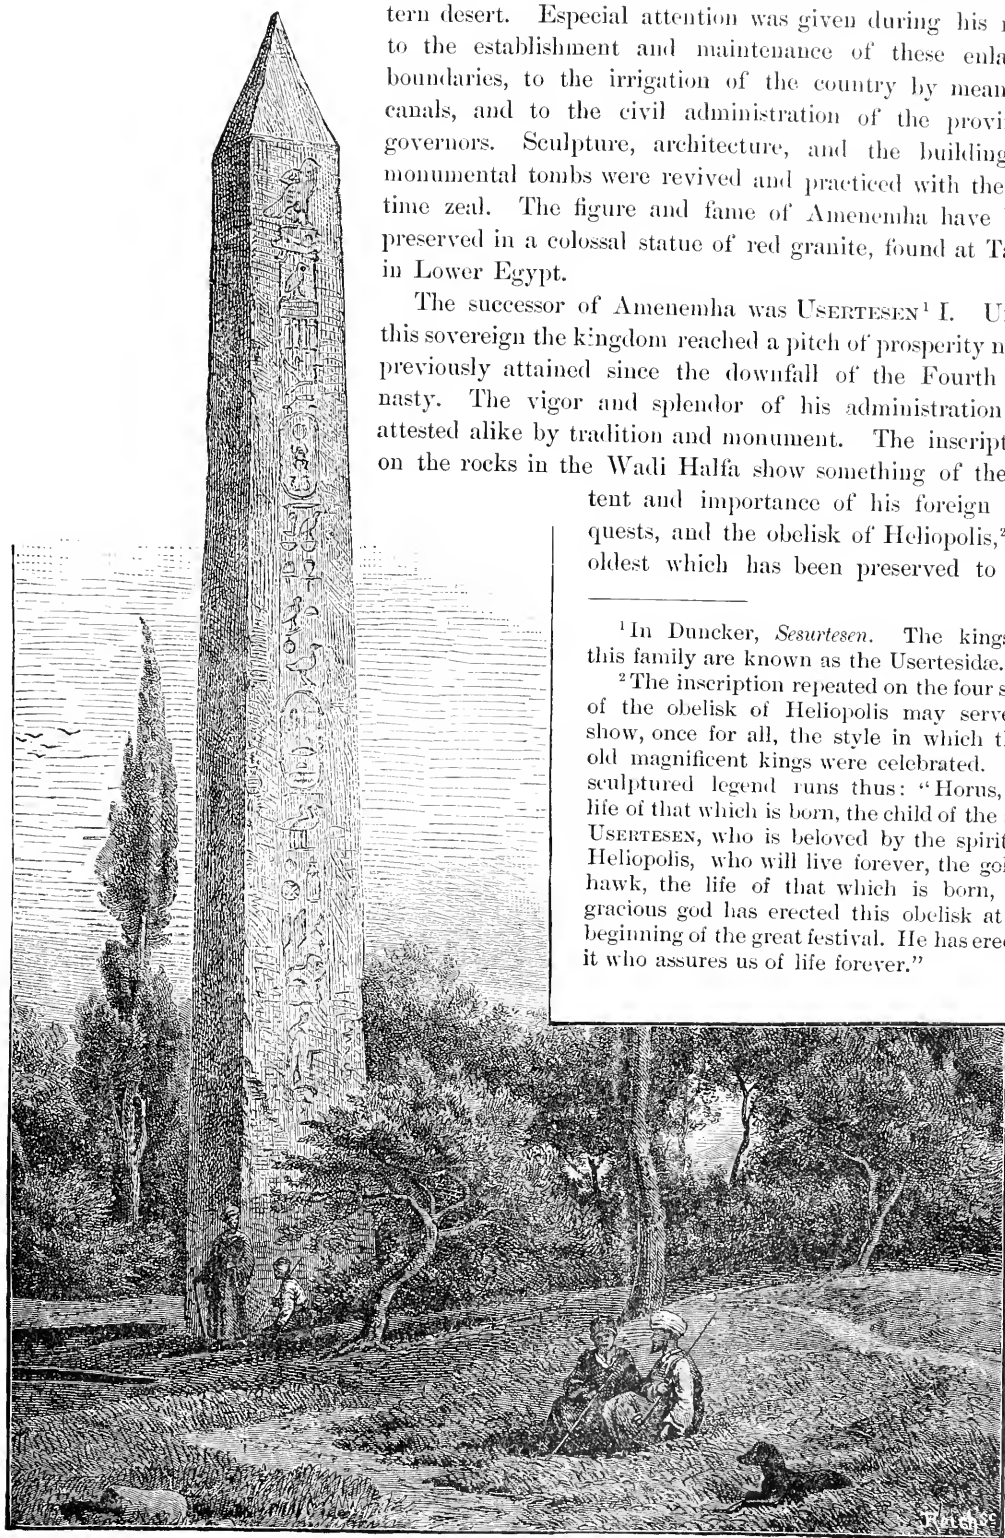 tern desert. Especial attention was given during his
to the establishment and maintenance of these enla
boundaries, to the irrigation of the country by mean
canals, and to the civil administration of the provi
governors. Sculpture, architecture, and the building
monumental tombs were revived and practiced with the
time zeal. The figure and fame of Amenemha have
preserved in a colossal statue of red granite, found at Ta
in Lower Egypt.
The successor of Amenemha was USERTESEN¹ I. U
this sovereign the kingdom reached a pitch of prosperity n
previously attained since the downfall of the Fourth
nasty. The vigor and splendor of his administration
attested alike by tradition and monument. The inscript
on the rocks in the Wadi Halfa show something of the
tent and importance of his foreign
quests, and the obelisk of Heliopolis,²
oldest which has been preserved to
¹ In Duncker, Sesurtesen. The kings
this family are known as the Usertesidæ.
² The inscription repeated on the four s
of the obelisk of Heliopolis may serve
show, once for all, the style in which t
old magnificent kings were celebrated.
sculptured legend runs thus: “Horus,
life of that which is born, the child of the
USERTESEN, who is beloved by the spirit
Heliopolis, who will live forever, the gol
hawk, the life of that which is born,
gracious god has erected this obelisk at
beginning of the great festival. He has erec
it who assures us of life forever.”